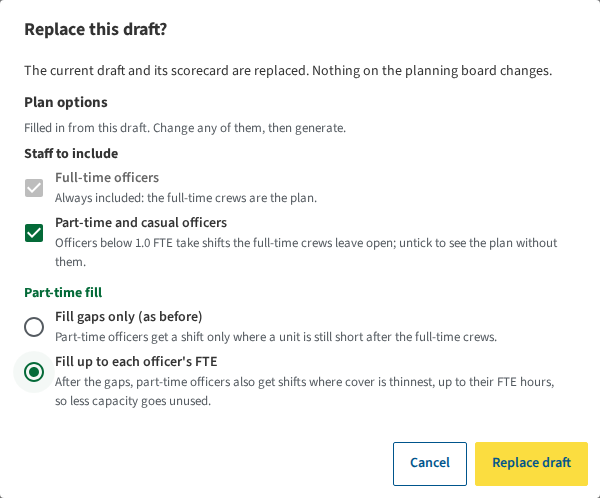 Replace this draft?
The current draft and its scorecard are replaced. Nothing on the planning board changes.
Plan options
Filled in from this draft. Change any of them, then generate.
Staff to include
Full-time officers
Always included: the full-time crews are the plan.
Part-time and casual officers
Officers below 1.0 FTE take shifts the full-time crews leave open; untick to see the plan without
them.
Part-time fill
Fill gaps only (as before)
Part-time officers get a shift only where a unit is still short after the full-time crews.
Fill up to each officer's FTE
After the gaps, part-time officers also get shifts where cover is thinnest, up to their FTE hours,
so less capacity goes unused.
Cancel
Replace draft